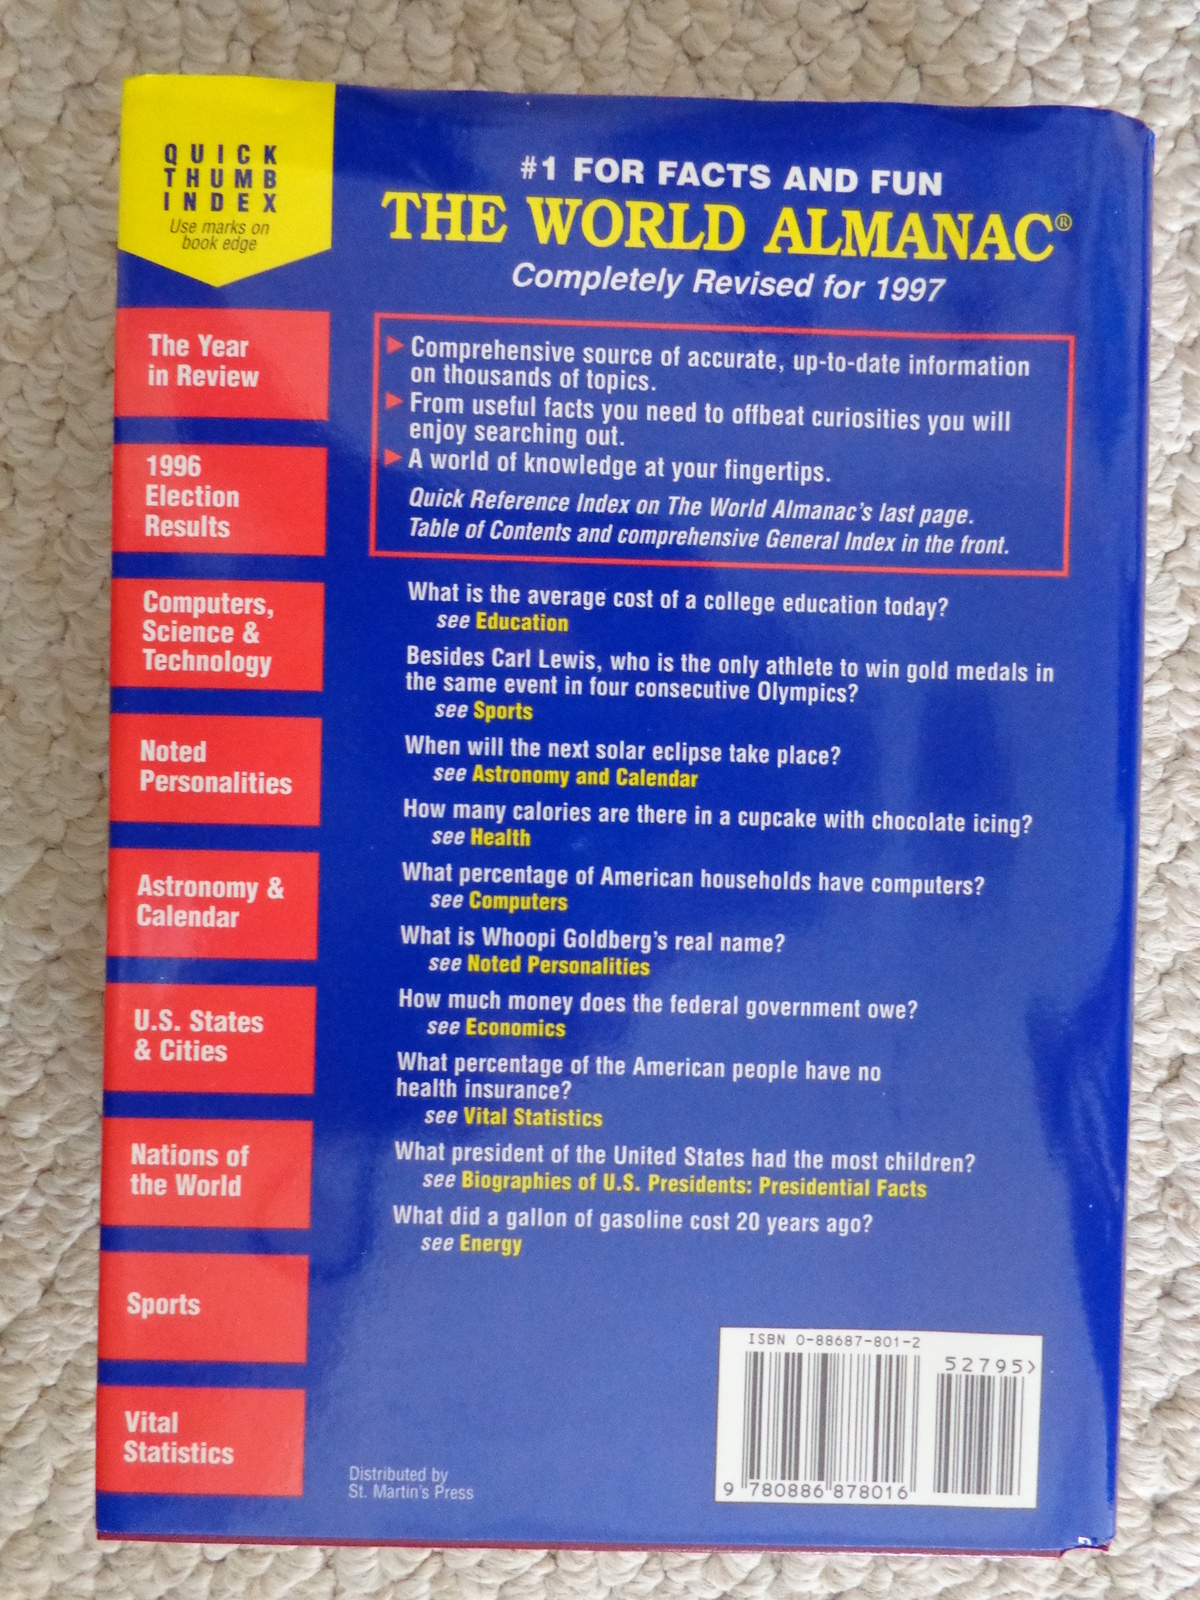 QUICK
THUMB
INDEX
Use marks on
book edge
The Year
in Review
1996
Election
Results
Computers,
Science &
Technology
Noted
Personalities
Astronomy &
Calendar
U.S. States
& Cities
Nations of
the World
Sports
Vital
Statistics
#1 FOR FACTS AND FUN
THE WORLD ALMANAC®
Completely Revised for 1997
Comprehensive source of accurate, up-to-date information
on thousands of topics.
From useful facts you need to offbeat curiosities you will
enjoy searching out.
A world of knowledge at your fingertips.
Quick Reference Index on The World Almanac's last page.
Table of Contents and comprehensive General Index in the front.
What is the average cost of a college education today?
see Education
Besides Carl Lewis, who is the only athlete to win gold medals in
the same event in four consecutive Olympics?
see Sports
When will the next solar eclipse take place?
see Astronomy and Calendar
How many calories are there in a cupcake with chocolate icing?
see Health
What percentage of American households have computers?
see Computers
What is Whoopi Goldberg's real name?
see Noted Personalities
How much money does the federal government owe?
see Economics
What percentage of the American people have no
health insurance?
see Vital Statistics
What president of the United States had the most children?
see Biographies of U.S. Presidents: Presidential Facts
What did a gallon of gasoline cost 20 years ago?
see Energy
Distributed by
St. Martin's Press
ISBN 0-88687-801-2
52795>
9 780886 878016